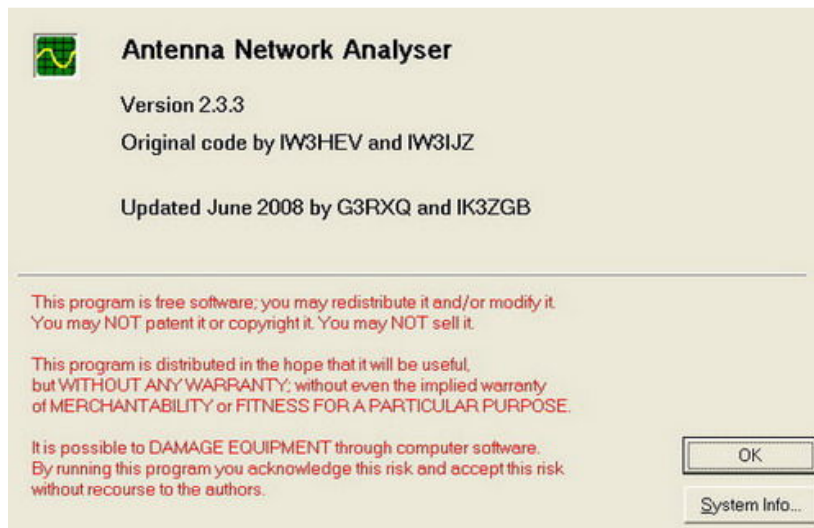 Antenna Network Analyser
Version 2.3.3
Original code by IW3HEV and IW3IJZ
Updated June 2008 by G3RXQ and IK3ZGB
This program is free software; you may redistribute it and/or modify it.
You may NOT patent it or copyright it. You may NOT sell it.
This program is distributed in the hope that it will be useful,
but WITHOUT ANY WARRANTY; without even the implied warranty
of MERCHANTABILITY or FITNESS FOR A PARTICULAR PURPOSE.
It is possible to DAMAGE EQUIPMENT through computer software.
By running this program you acknowledge this risk and accept this risk
without recourse to the authors.
OK
System Info...